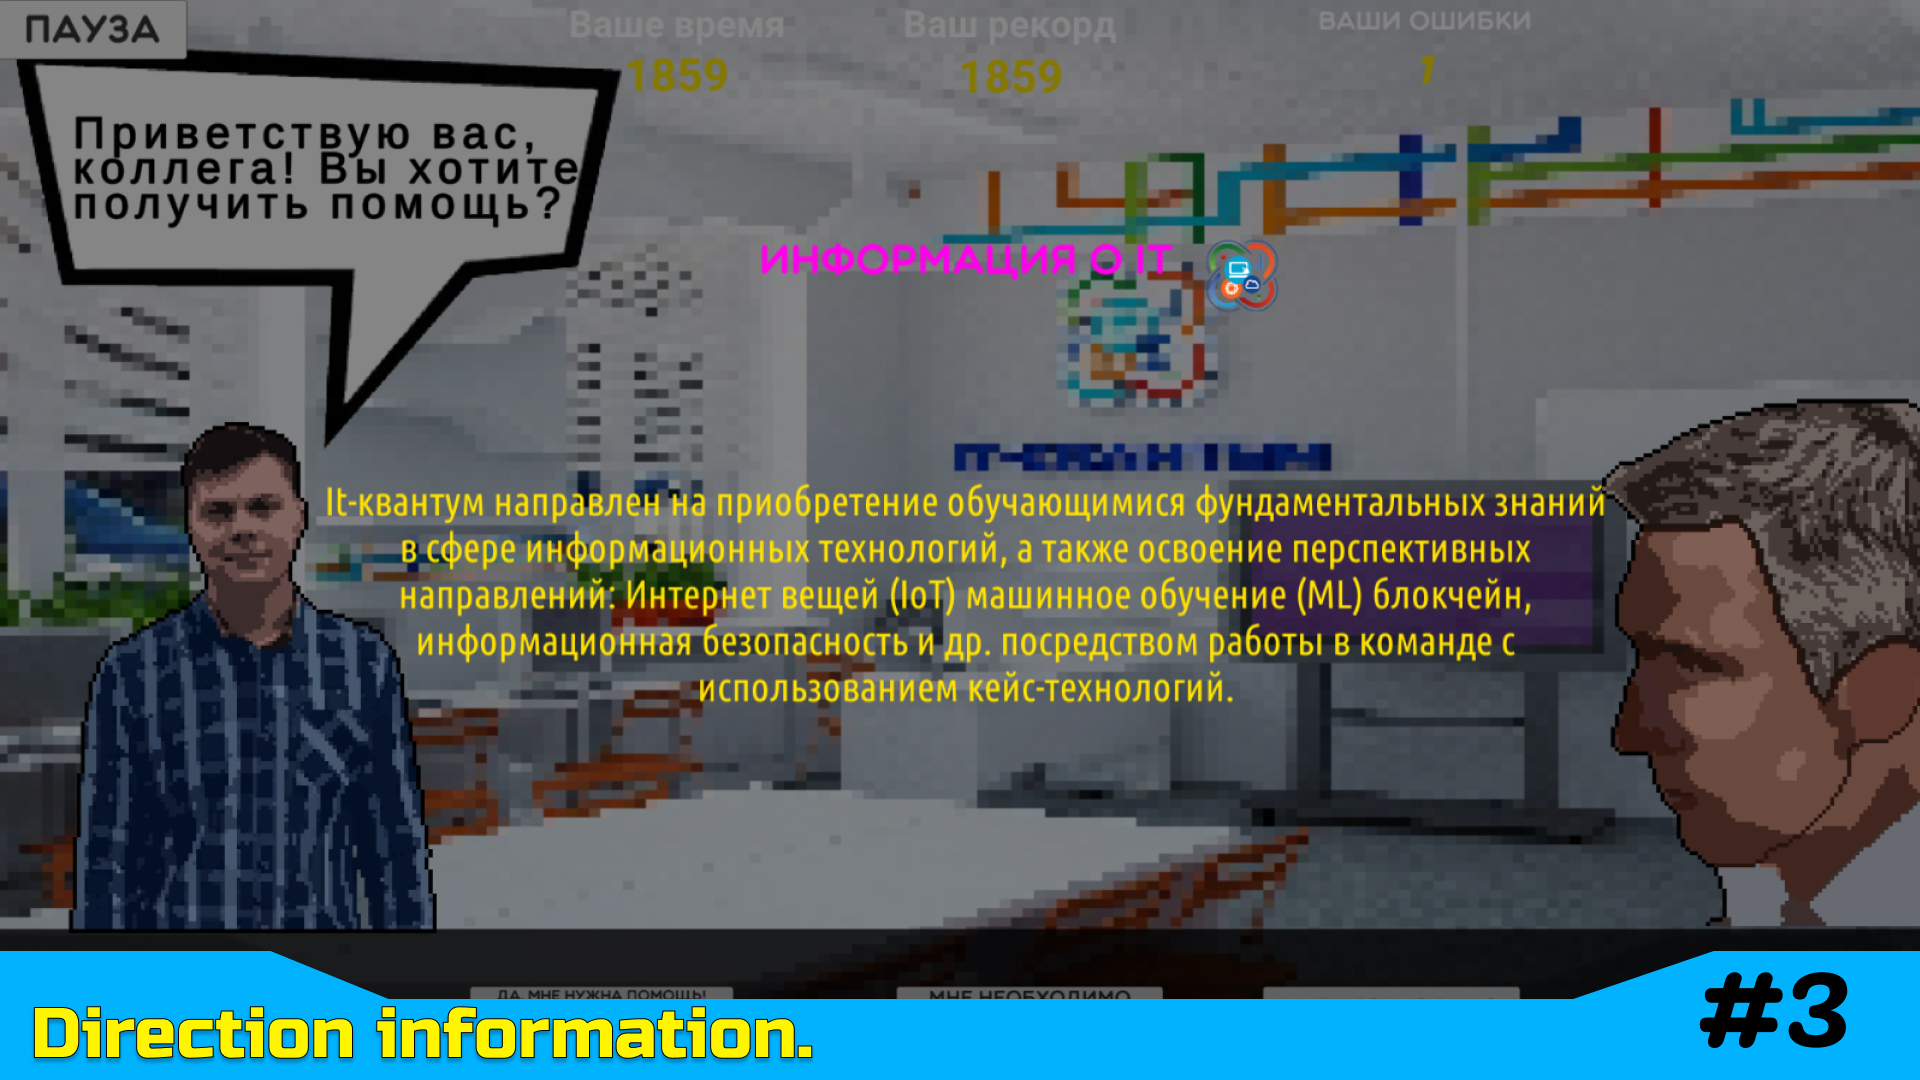 ПАУЗА
Ваше время
Ваш рекорд
ВАШИ ОШИБКИ
1859
1859
1
Приветствую вас,
коллега! Вы хотите
получить помощь?
ИНФОРМАЦИЯ О IT
IT-КВАНТУМ
It-квантум направлен на приобретение обучающимися фундаментальных знаний
в сфере информационных технологий, а также освоение перспективных
направлений: Интернет вещей (IoT) машинное обучение (ML) блокчейн,
информационная безопасность и др. посредством работы в команде с
использованием кейс-технологий.
ДА, МНЕ НУЖНА ПОМОЩЬ!
МНЕ НЕОБХОДИМО
Direction information.
#3